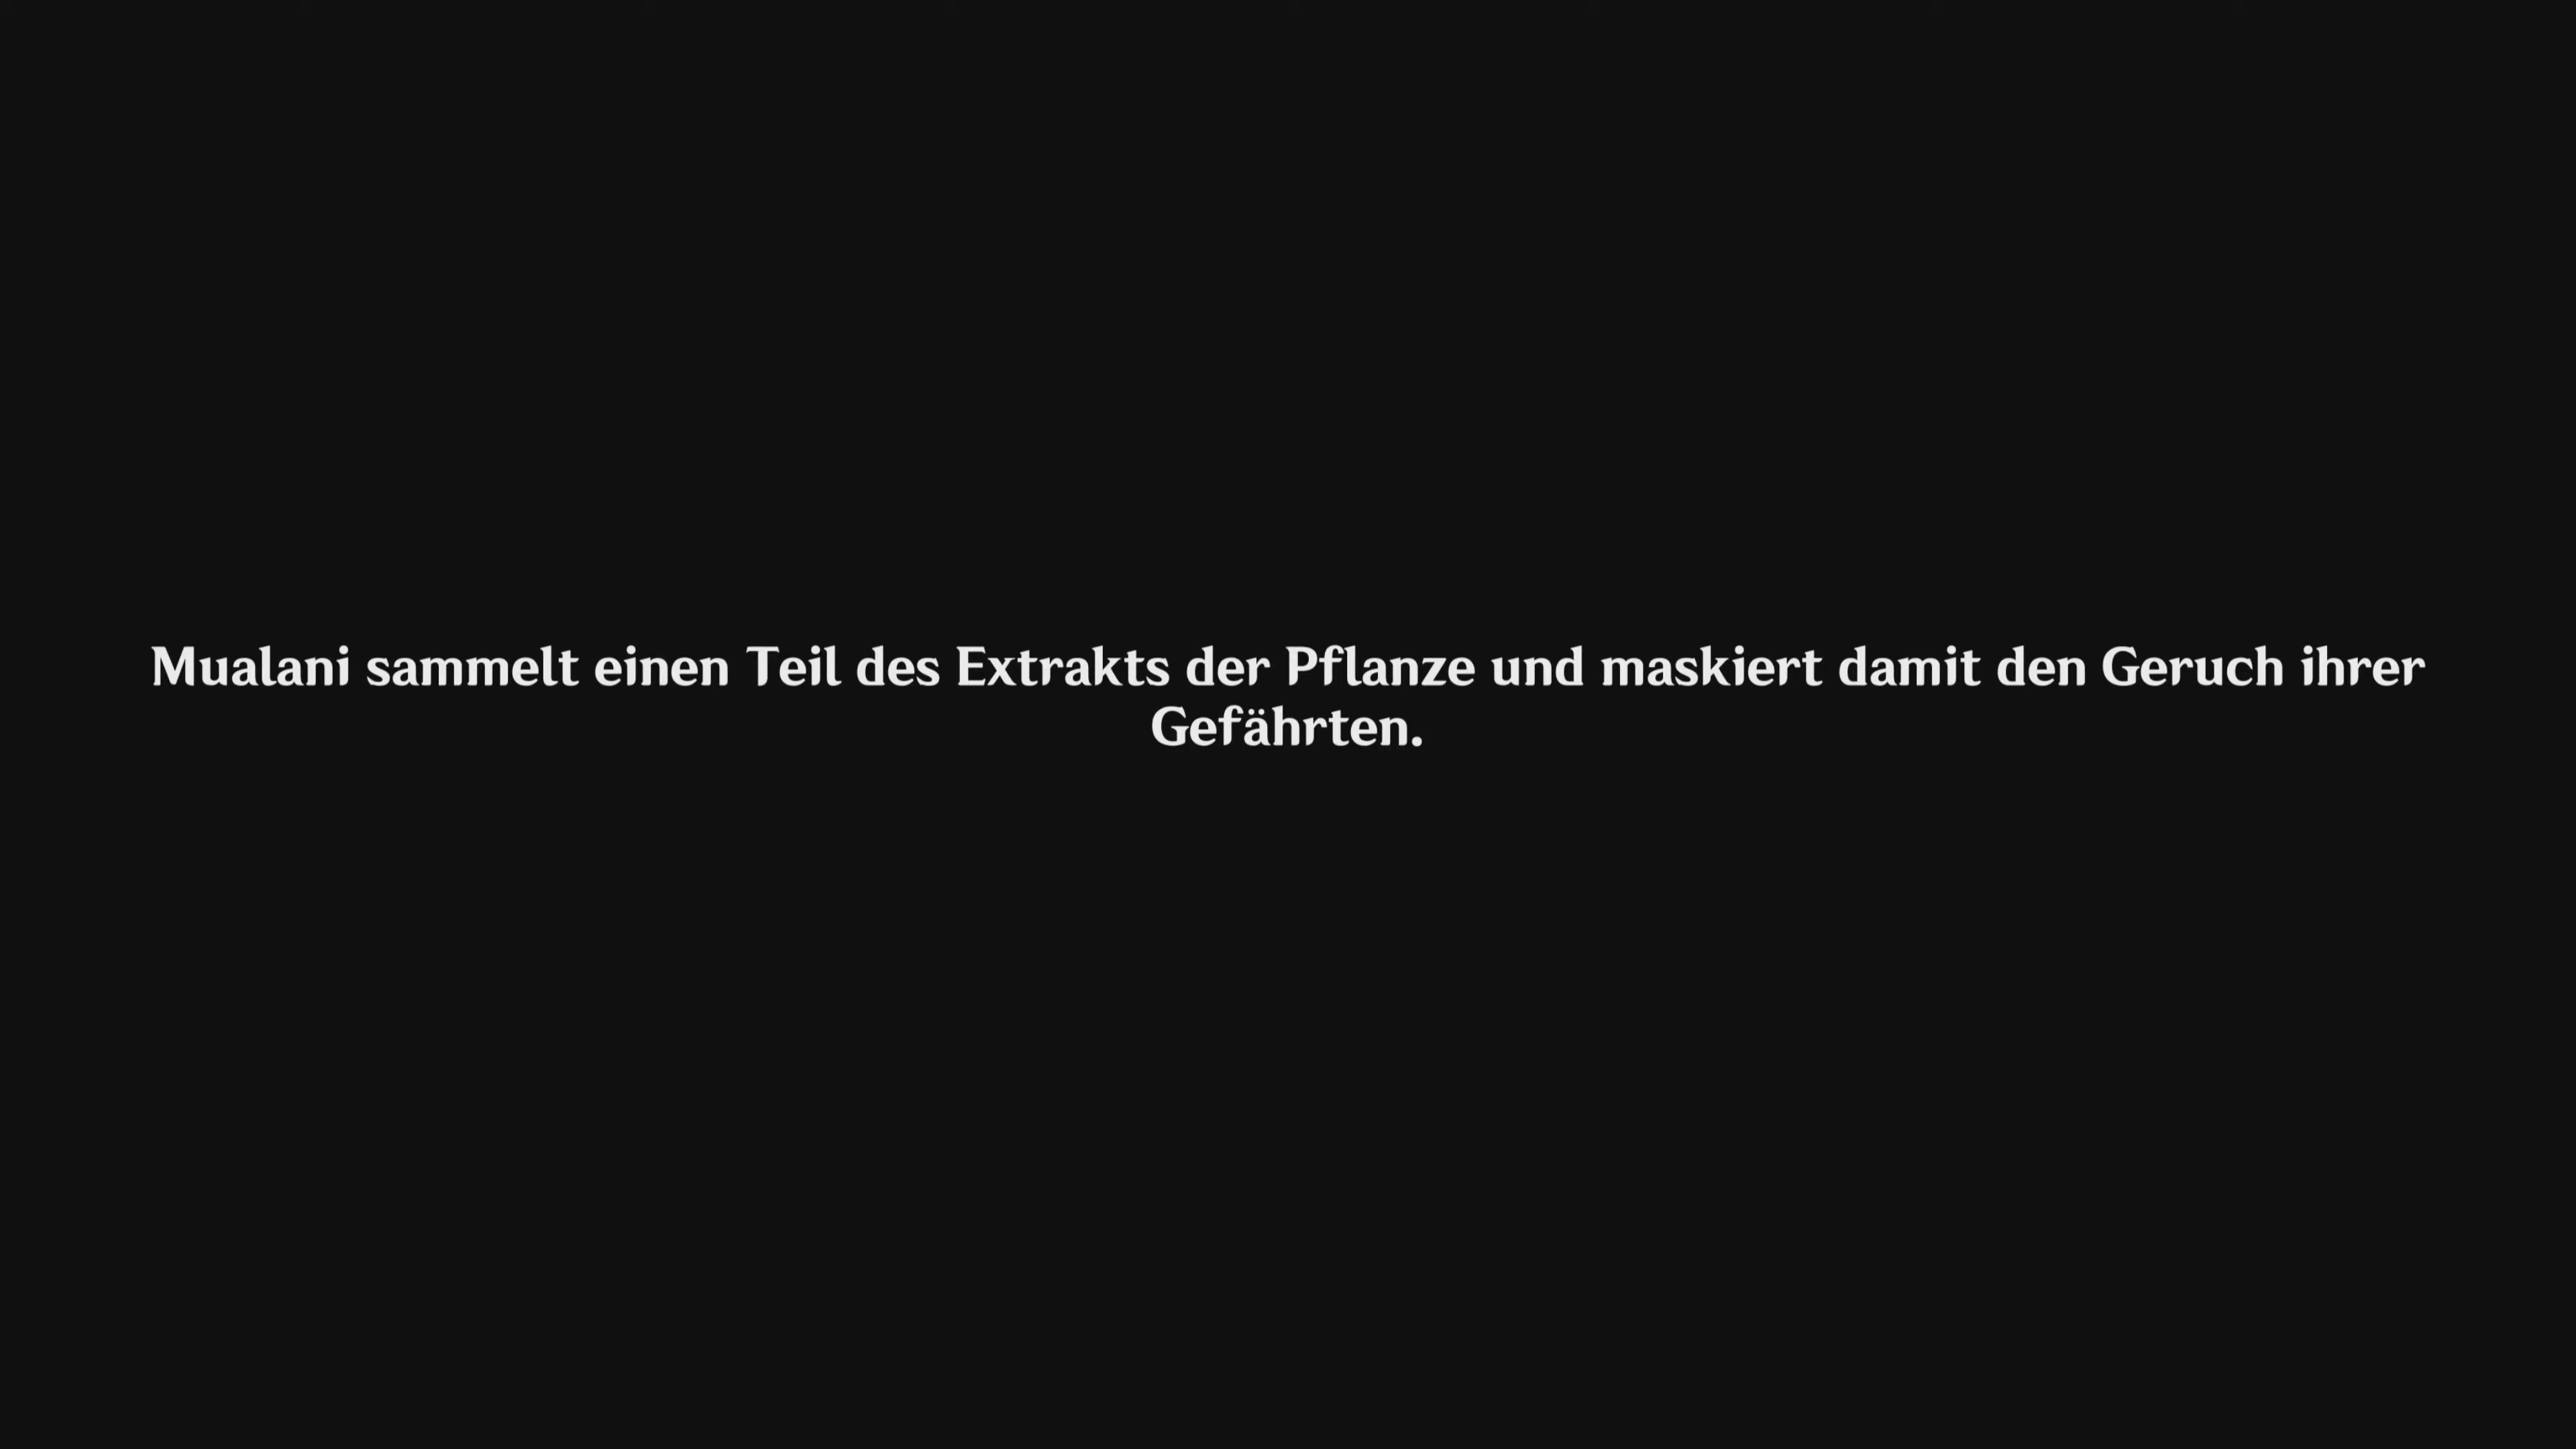 Mualani sammelt einen Teil des Extrakts der Pflanze und maskiert damit den Geruch ihrer
Gefährten.